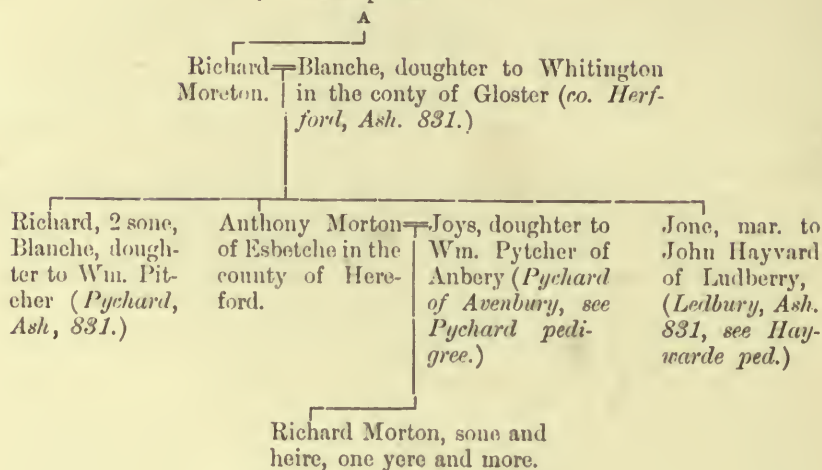 A
Richard=Blanche, doughter to Whitington
Moreton. in the conty of Gloster (co. Herf-
ford, Ash. 831.)
Richard, 2 sone,
Blanche, dough-
ter to Wm. Pit-
cher (Pychard,
Ash, 831.)
Anthony Morton=Joys, doughter to
of Esbetche in the
county of Here-
ford.
Wm. Pytcher of
Anbery (Pychard
of Avenbury, see
Pychard pedi-
gree.)
Jone, mar. to
John Hayvard
of Ludberry,
(Ledbury, Ash.
831, see Hay-
warde ped.)
Richard Morton, sone and
heire, one yere and more.